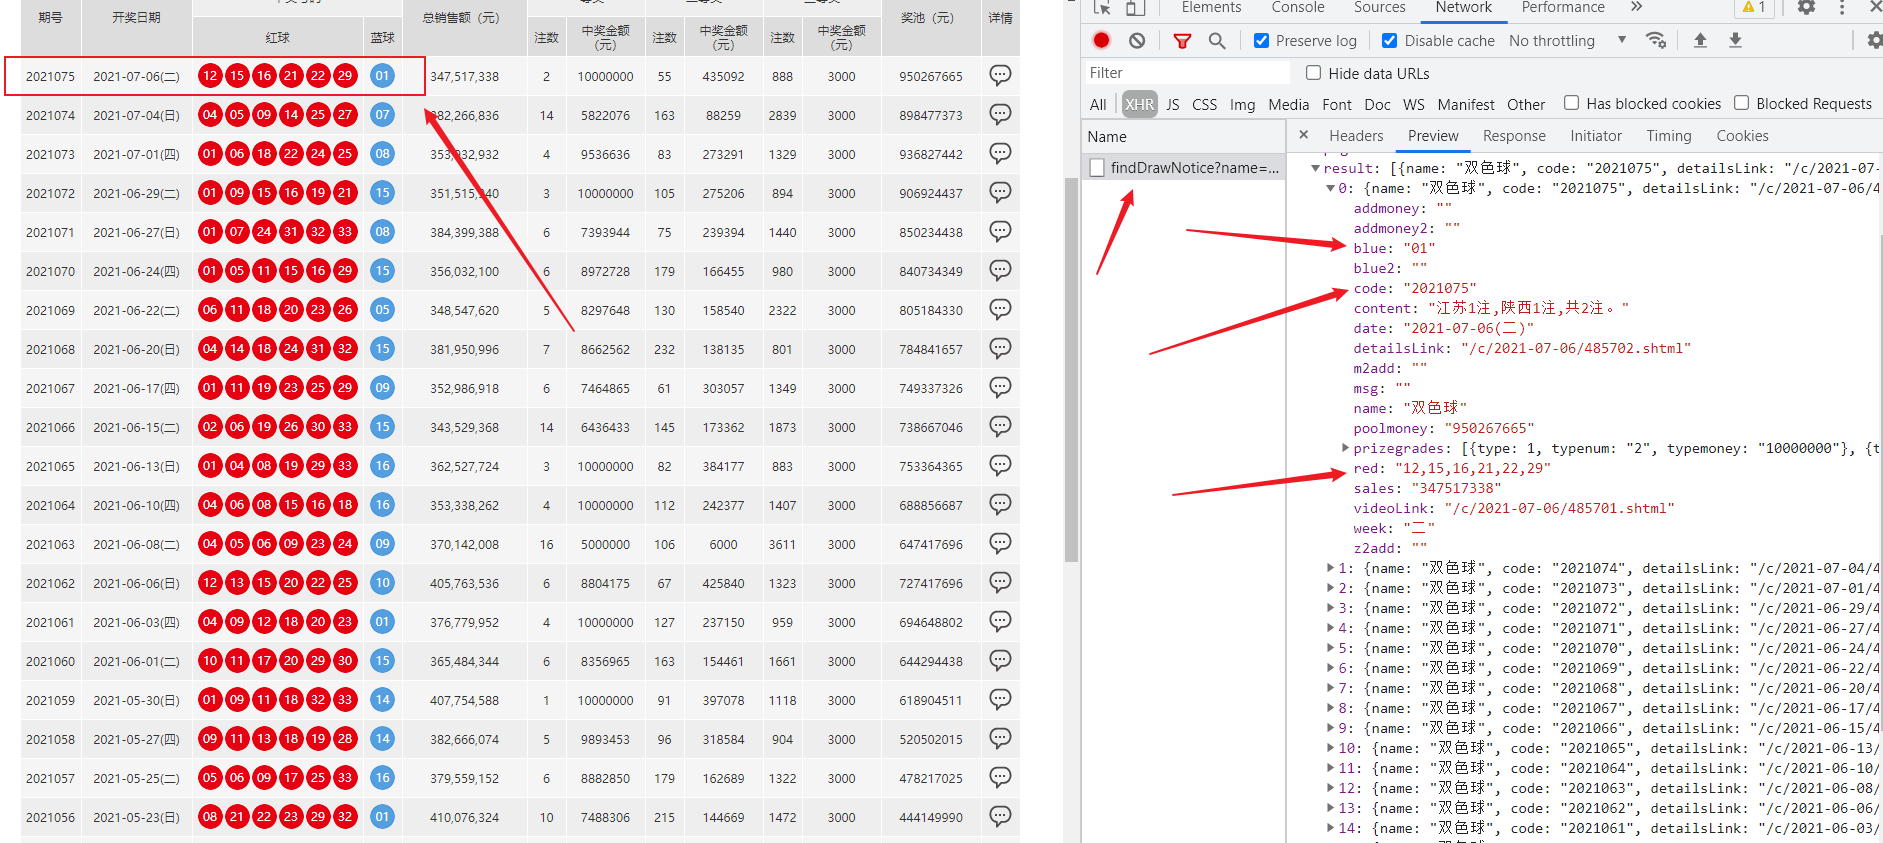 期号 开奖日期 总销售额（元） 奖池（元） 详情
红球 蓝球 注数 中奖金额（元） 注数 中奖金额（元） 注数 中奖金额（元）
2021075 2021-07-06(二) 12 15 16 21 22 29 01 347,517,338 2 10000000 55 435092 888 3000 950267665
2021074 2021-07-04(日) 04 05 09 14 25 27 07 382,266,836 14 5822076 163 88259 2839 3000 898477373
2021073 2021-07-01(四) 01 06 18 22 24 25 08 353,932,932 4 9536636 83 273291 1329 3000 936827442
2021072 2021-06-29(二) 01 09 15 16 19 21 15 351,515,340 3 10000000 105 275206 894 3000 906924437
2021071 2021-06-27(日) 01 07 24 31 32 33 08 384,399,388 6 7393944 75 239394 1440 3000 850234438
2021070 2021-06-24(四) 01 05 11 15 16 29 15 356,032,100 6 8972728 179 166455 980 3000 840734349
2021069 2021-06-22(二) 06 11 18 20 23 26 05 348,547,620 5 8297648 130 158540 2322 3000 805184330
2021068 2021-06-20(日) 04 14 18 24 31 32 15 381,950,996 7 8662562 232 138135 801 3000 784841657
2021067 2021-06-17(四) 01 11 19 23 25 29 09 352,986,918 6 7464865 61 303057 1349 3000 749337326
2021066 2021-06-15(二) 02 06 19 26 30 33 15 343,529,368 14 6436433 145 173362 1873 3000 738667046
2021065 2021-06-13(日) 01 04 08 19 29 33 16 362,527,724 3 10000000 82 384177 883 3000 753364365
2021064 2021-06-10(四) 04 06 08 15 16 18 16 353,338,262 4 10000000 112 242377 1407 3000 688856687
2021063 2021-06-08(二) 04 05 06 09 23 24 09 370,142,008 16 5000000 106 6000 3611 3000 647417696
2021062 2021-06-06(日) 12 13 15 20 22 25 10 405,763,536 6 8804175 67 425840 1323 3000 727417696
2021061 2021-06-03(四) 04 09 12 18 20 23 01 376,779,952 4 10000000 127 237150 959 3000 694648802
2021060 2021-06-01(二) 10 11 17 20 29 30 15 365,484,344 6 8356965 163 154461 1661 3000 644294438
2021059 2021-05-30(日) 01 09 11 18 32 33 14 407,754,588 1 10000000 91 397078 1118 3000 618904511
2021058 2021-05-27(四) 09 11 13 18 19 28 14 382,666,074 5 9893453 96 318584 904 3000 520502015
2021057 2021-05-25(二) 05 06 09 17 25 33 16 379,559,152 6 8882850 179 162689 1322 3000 478217025
2021056 2021-05-23(日) 08 21 22 23 29 32 01 410,076,324 10 7488306 215 144669 1472 3000 444149990
Elements Console Sources Network Performance » 1
Preserve log Disable cache No throttling
Filter Hide data URLs
All XHR JS CSS Img Media Font Doc WS Manifest Other Has blocked cookies Blocked Requests
Name × Headers Preview Response Initiator Timing Cookies
findDrawNotice?name=...
result: [{name: "双色球", code: "2021075", detailsLink: "/c/2021-07-
0: {name: "双色球", code: "2021075", detailsLink: "/c/2021-07-06/4
addmoney: ""
addmoney2: ""
blue: "01"
blue2: ""
code: "2021075"
content: "江苏1注,陕西1注,共2注。"
date: "2021-07-06(二)"
detailsLink: "/c/2021-07-06/485702.shtml"
m2add: ""
msg: ""
name: "双色球"
poolmoney: "950267665"
prizegrades: [{type: 1, typenum: "2", typemoney: "10000000"}, {t
red: "12,15,16,21,22,29"
sales: "347517338"
videoLink: "/c/2021-07-06/485701.shtml"
week: "二"
z2add: ""
1: {name: "双色球", code: "2021074", detailsLink: "/c/2021-07-04/4
2: {name: "双色球", code: "2021073", detailsLink: "/c/2021-07-01/4
3: {name: "双色球", code: "2021072", detailsLink: "/c/2021-06-29/4
4: {name: "双色球", code: "2021071", detailsLink: "/c/2021-06-27/4
5: {name: "双色球", code: "2021070", detailsLink: "/c/2021-06-24/4
6: {name: "双色球", code: "2021069", detailsLink: "/c/2021-06-22/4
7: {name: "双色球", code: "2021068", detailsLink: "/c/2021-06-20/4
8: {name: "双色球", code: "2021067", detailsLink: "/c/2021-06-17/4
9: {name: "双色球", code: "2021066", detailsLink: "/c/2021-06-15/4
10: {name: "双色球", code: "2021065", detailsLink: "/c/2021-06-13/
11: {name: "双色球", code: "2021064", detailsLink: "/c/2021-06-10/
12: {name: "双色球", code: "2021063", detailsLink: "/c/2021-06-08/
13: {name: "双色球", code: "2021062", detailsLink: "/c/2021-06-06/
14: {name: "双色球", code: "2021061", detailsLink: "/c/2021-06-03/